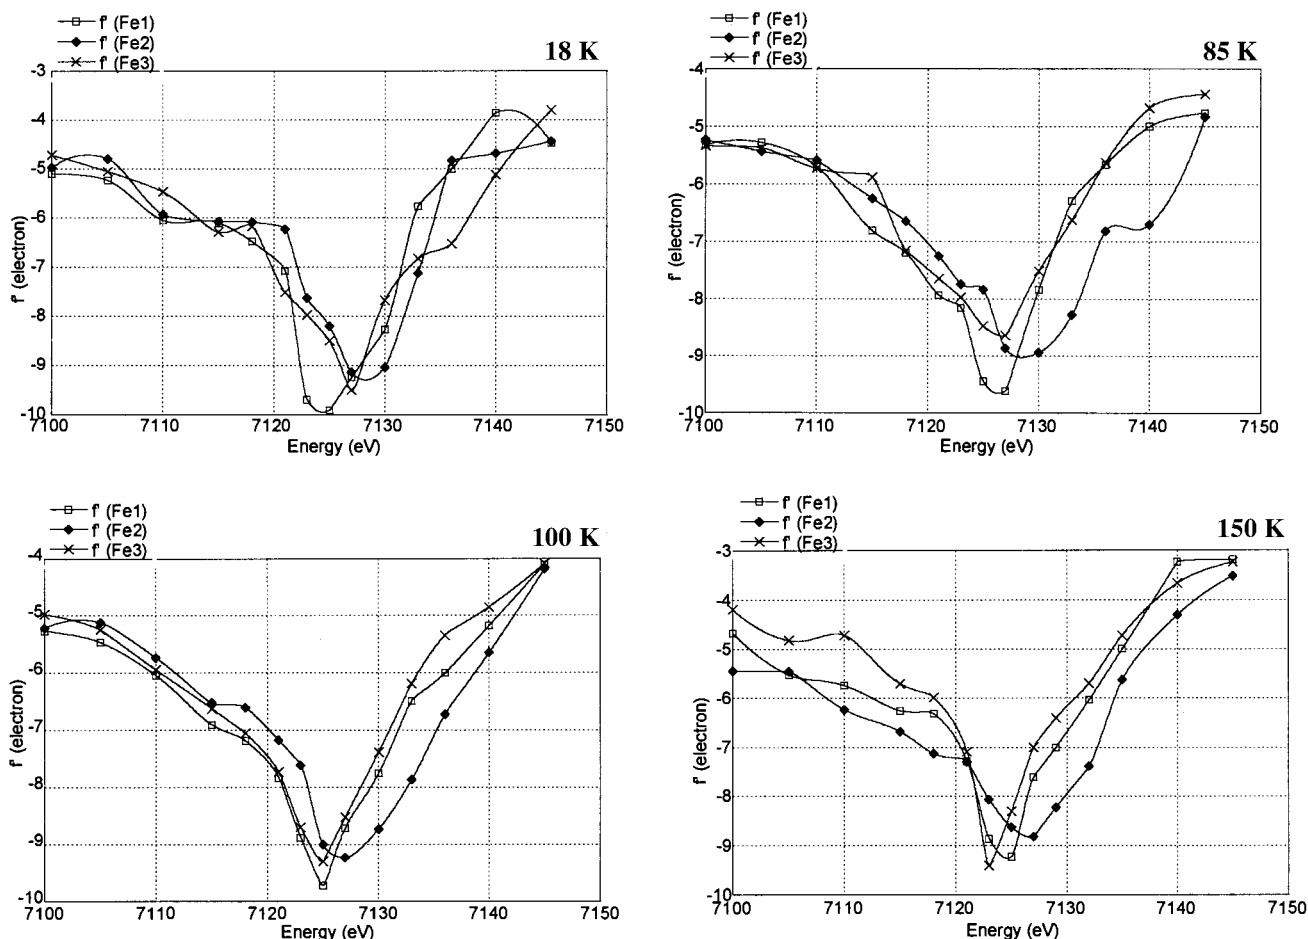 f' (Fe1)
f' (Fe2)
f' (Fe3)
18 K
-3
-4
-5
-6
-7
-8
-9
-10
f' (electron)
7100 7110 7120 7130 7140 7150
Energy (eV)
f' (Fe1)
f' (Fe2)
f' (Fe3)
85 K
-4
-5
-6
-7
-8
-9
-10
f' (electron)
7100 7110 7120 7130 7140 7150
Energy (eV)
f' (Fe1)
f' (Fe2)
f' (Fe3)
100 K
-4
-5
-6
-7
-8
-9
-10
f' (electron)
7100 7110 7120 7130 7140 7150
Energy (eV)
f' (Fe1)
f' (Fe2)
f' (Fe3)
150 K
-3
-4
-5
-6
-7
-8
-9
-10
f' (electron)
7100 7110 7120 7130 7140 7150
Energy (eV)